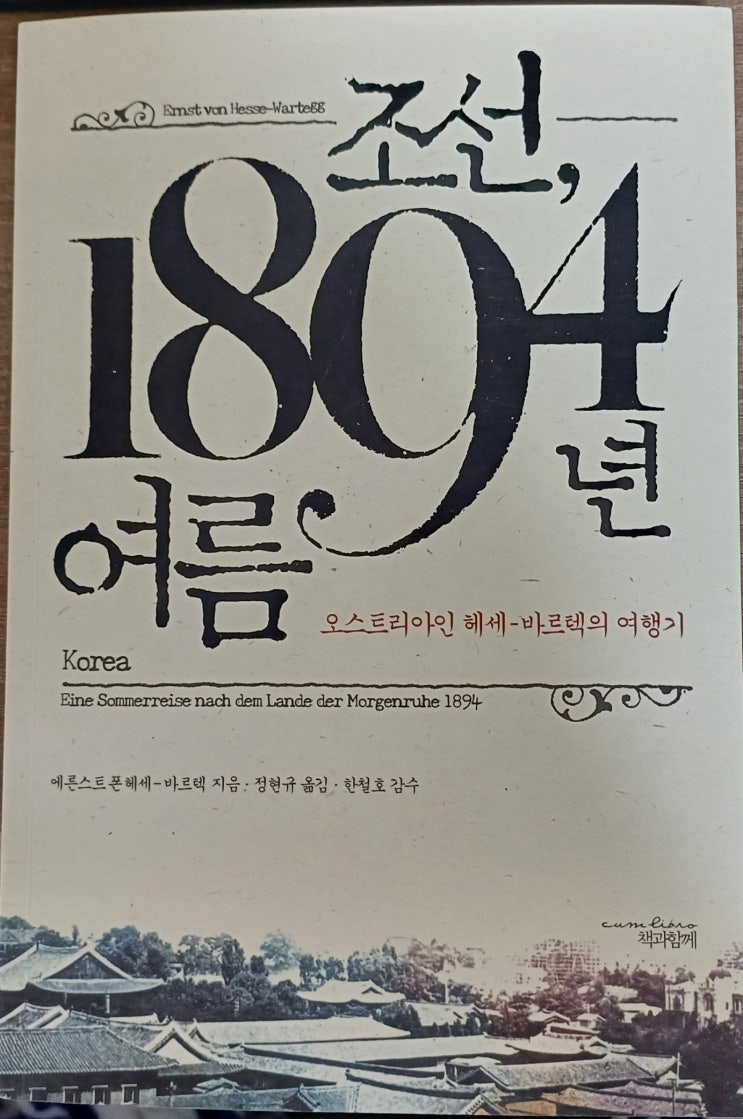 Ernst von Hesse-Wartegg
조선,
1894
년
여름
오스트리아인 헤세-바르텍의 여행기
Korea
Eine Sommerreise nach dem Lande der Morgenruhe 1894
에른스트 폰 헤세-바르텍 지음 · 정현규 옮김 · 한철호 감수
cum libro
책과함께